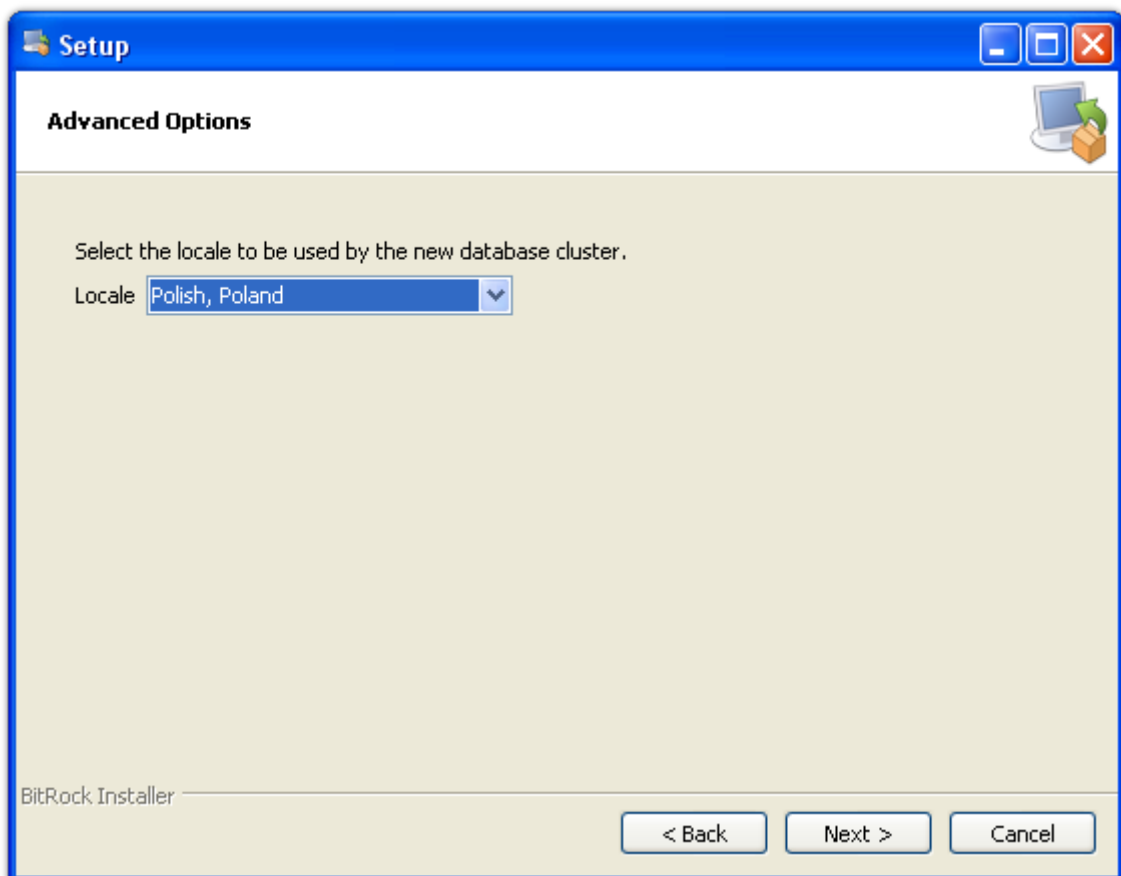 Setup
Advanced Options
Select the locale to be used by the new database cluster.
Locale Polish, Poland
BitRock Installer
< Back Next > Cancel